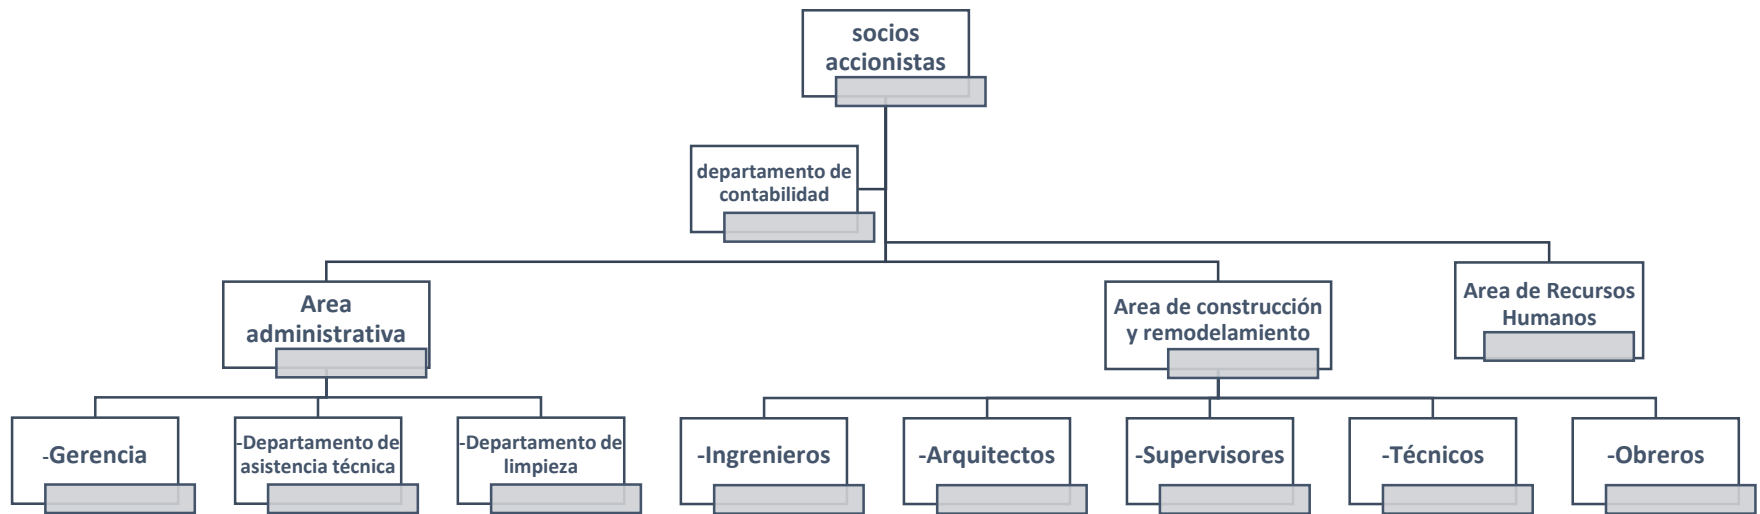 socios
accionistas
departamento de
contabilidad
Area
administrativa
Area de construcción
y remodelamiento
Area de Recursos
Humanos
-Gerencia
-Departamento de
asistencia técnica
-Departamento de
limpieza
-Ingrenieros
-Arquitectos
-Supervisores
-Técnicos
-Obreros